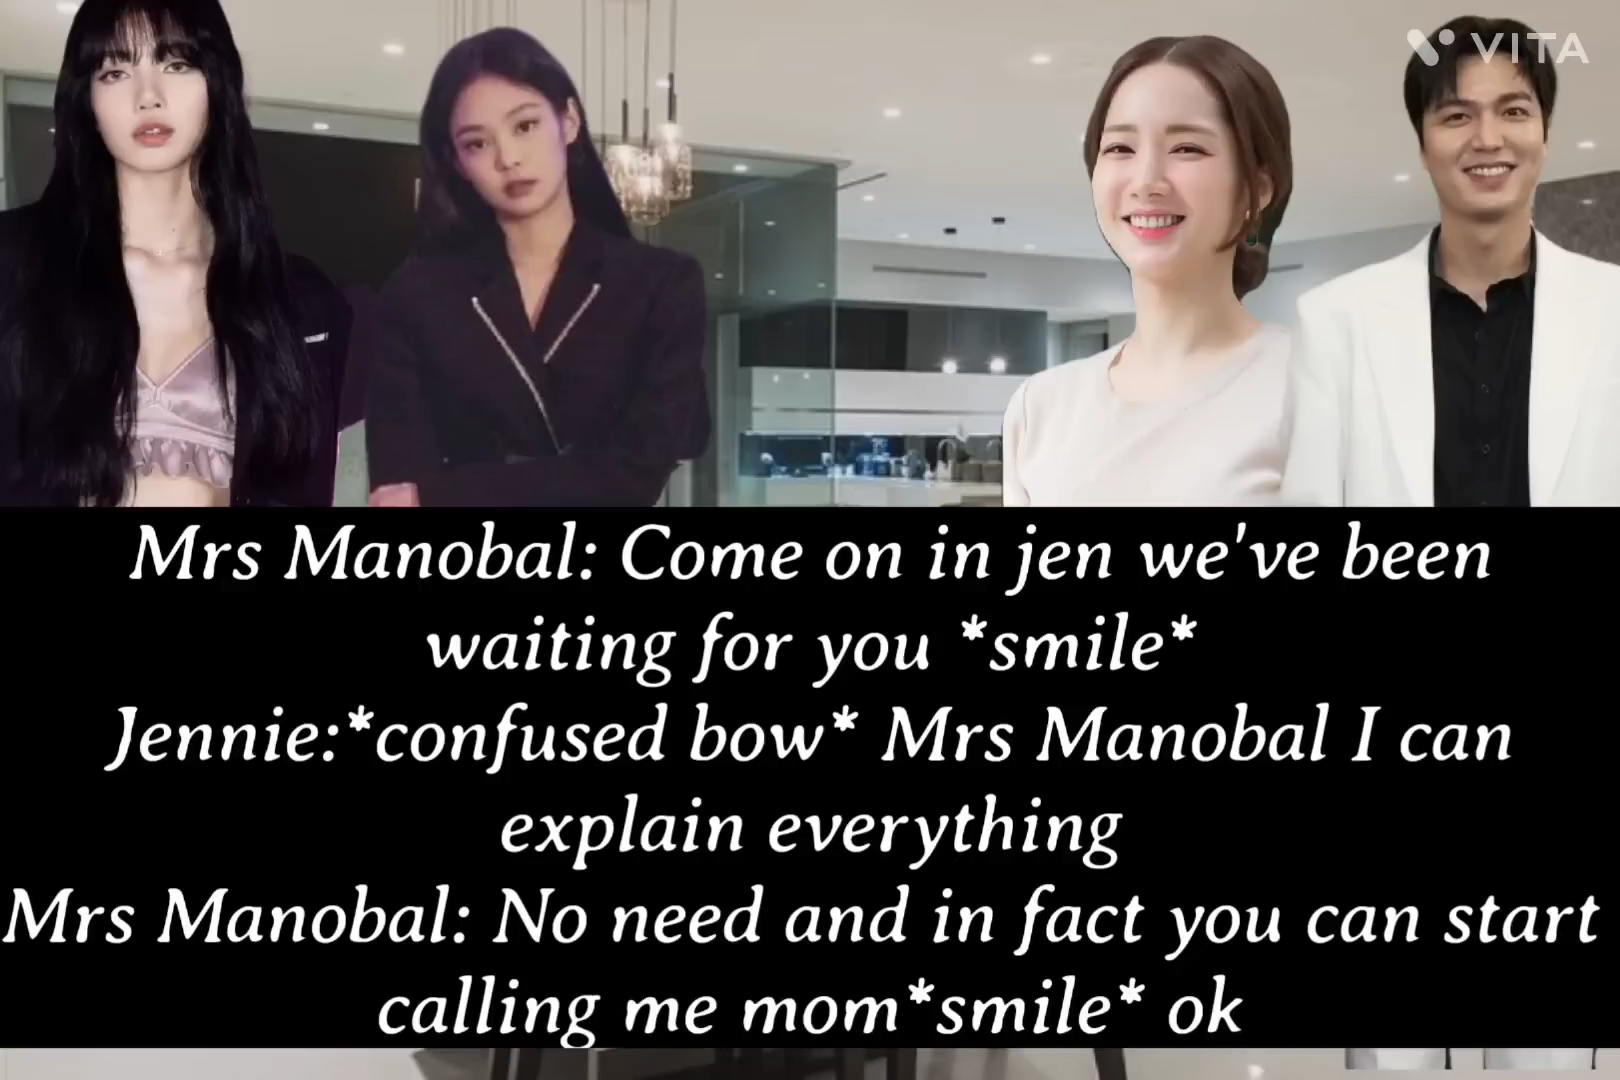 VITA
Mrs Manobal: Come on in jen we've been
waiting for you *smile*
Jennie:*confused bow* Mrs Manobal I can
explain everything
Mrs Manobal: No need and in fact you can start
calling me mom*smile* ok